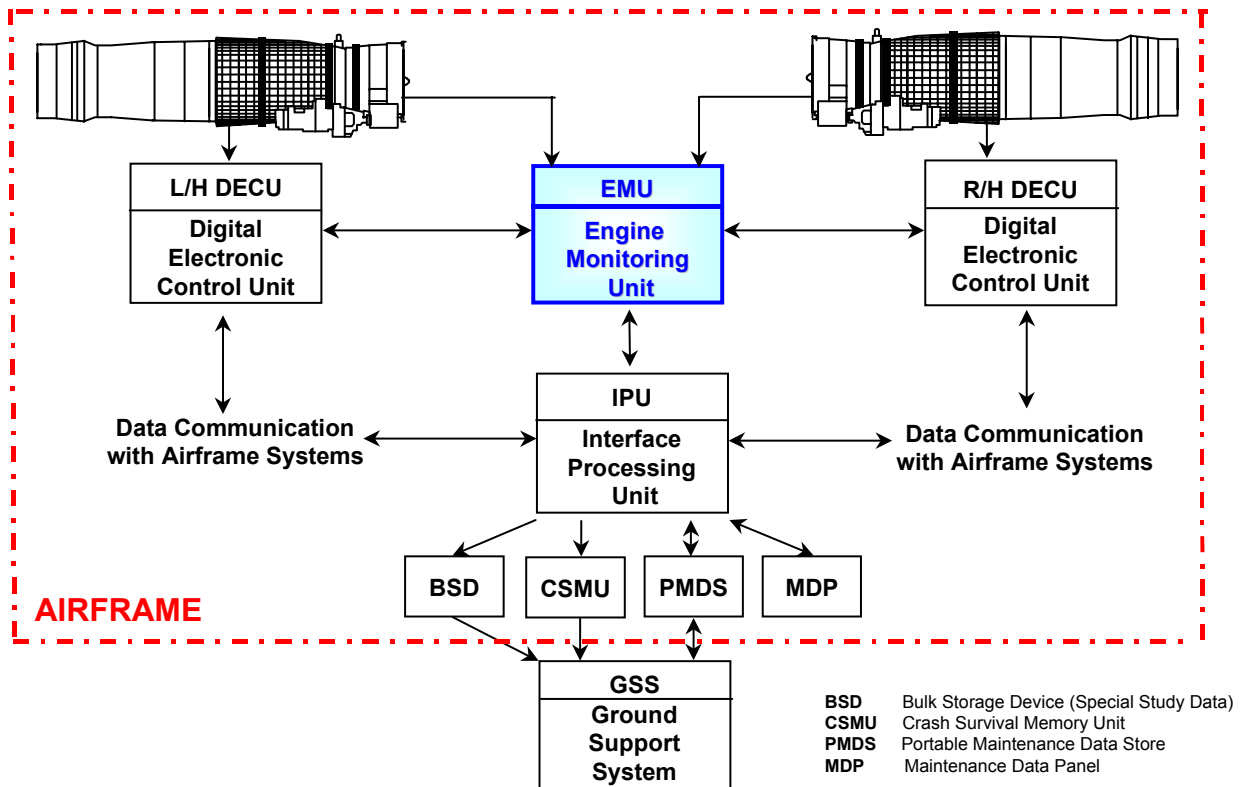 L/H DECU
Digital
Electronic
Control Unit
EMU
Engine
Monitoring
Unit
R/H DECU
Digital
Electronic
Control Unit
Data Communication
with Airframe Systems
IPU
Interface
Processing
Unit
Data Communication
with Airframe Systems
BSD
CSMU
PMDS
MDP
AIRFRAME
GSS
Ground
Support
System
BSD Bulk Storage Device (Special Study Data)
CSMU Crash Survival Memory Unit
PMDS Portable Maintenance Data Store
MDP Maintenance Data Panel